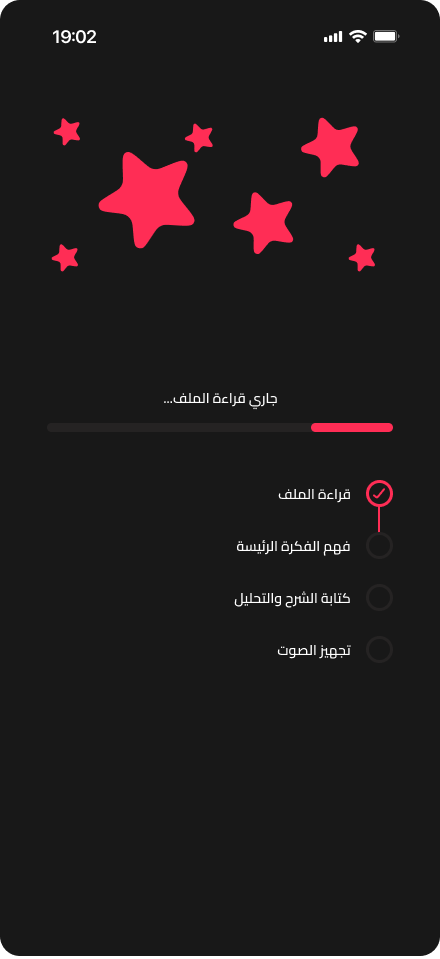 19:02
جاري قراءة الملف...
قراءة الملف
فهم الفكرة الرئيسة
كتابة الشرح والتحليل
تجهيز الصوت